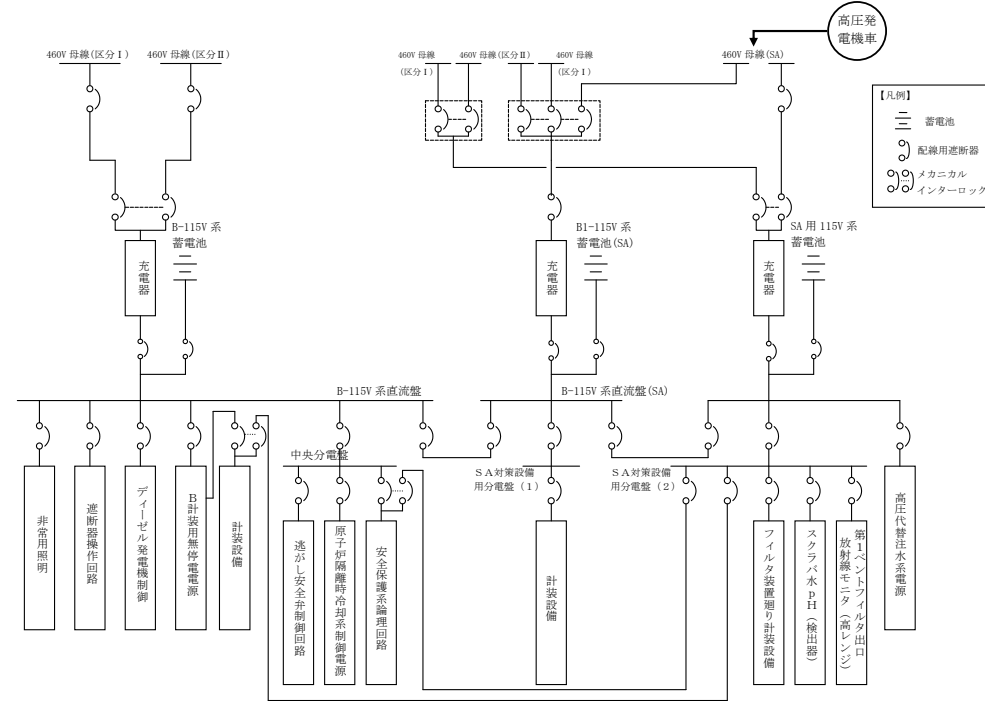 高圧発
電機車
460V 母線(区分Ⅰ)
460V 母線(区分Ⅱ)
460V 母線
(区分Ⅰ)
460V 母線(区分Ⅱ)
460V 母線
(区分Ⅰ)
460V 母線(SA)
【凡例】
蓄電池
配線用遮断器
メカニカル
インターロック
B-115V 系
蓄電池
B1-115V 系
蓄電池(SA)
SA 用 115V 系
蓄電池
充電器
充電器
充電器
B-115V 系直流盤
B-115V 系直流盤(SA)
中央分電盤
SA対策設備
用分電盤(1)
SA対策設備
用分電盤(2)
非常用照明
遮断器操作回路
ディーゼル発電機制御
B計装用無停電電源
計装設備
逃がし安全弁制御回路
原子炉隔離時冷却系制御電源
安全保護系論理回路
計装設備
フィルタ装置廻り計装設備
スクラバ水pH(検出器)
第1ベントフィルタ出口
放射線モニタ(高レンジ)
高圧代替注水系電源